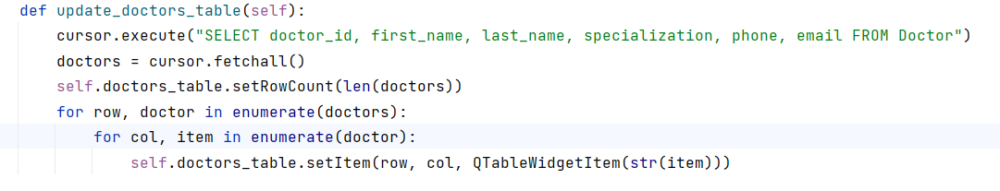 def update_doctors_table(self):
    cursor.execute("SELECT doctor_id, first_name, last_name, specialization, phone, email FROM Doctor")
    doctors = cursor.fetchall()
    self.doctors_table.setRowCount(len(doctors))
    for row, doctor in enumerate(doctors):
        for col, item in enumerate(doctor):
            self.doctors_table.setItem(row, col, QTableWidgetItem(str(item)))